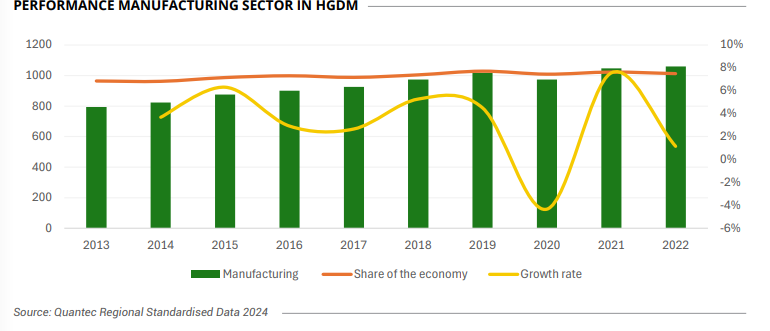 PERFORMANCE MANUFACTURING SECTOR IN HGDM
1200 10%
1000 8%
800 6%
600 4%
400 2%
200 0%
0 -2%
-4%
-6%
2013 2014 2015 2016 2017 2018 2019 2020 2021 2022
Manufacturing Share of the economy Growth rate
Source: Quantec Regional Standardised Data 2024